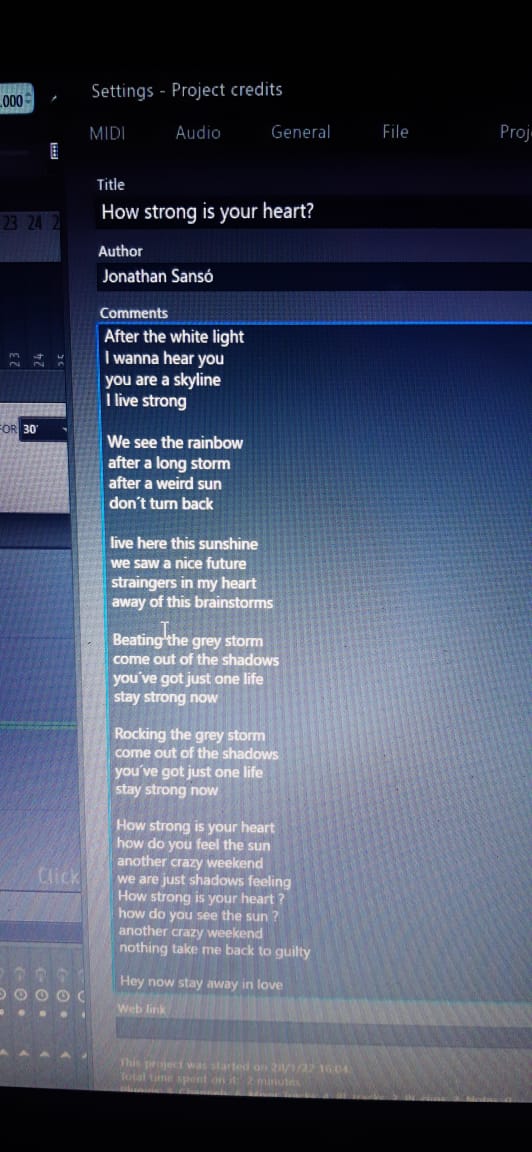 .000
Settings - Project credits
MIDI Audio General File Proj
Title
23 24 2
How strong is your heart?
Author
Jonathan Sansó
Comments
After the white light
I wanna hear you
you are a skyline
I live strong
23 24
FOR 30'
We see the rainbow
after a long storm
after a weird sun
don´t turn back
live here this sunshine
we saw a nice future
straingers in my heart
away of this brainstorms
Beating the grey storm
come out of the shadows
you´ve got just one life
stay strong now
Rocking the grey storm
come out of the shadows
you´ve got just one life
stay strong now
How strong is your heart
how do you feel the sun
another crazy weekend
we are just shadows feeling
How strong is your heart ?
how do you see the sun ?
another crazy weekend
nothing take me back to guilty
Click
Hey now stay away in love
Web link
This project was started on 28/1/22 16:04
Total time spent on it: 2 minutes